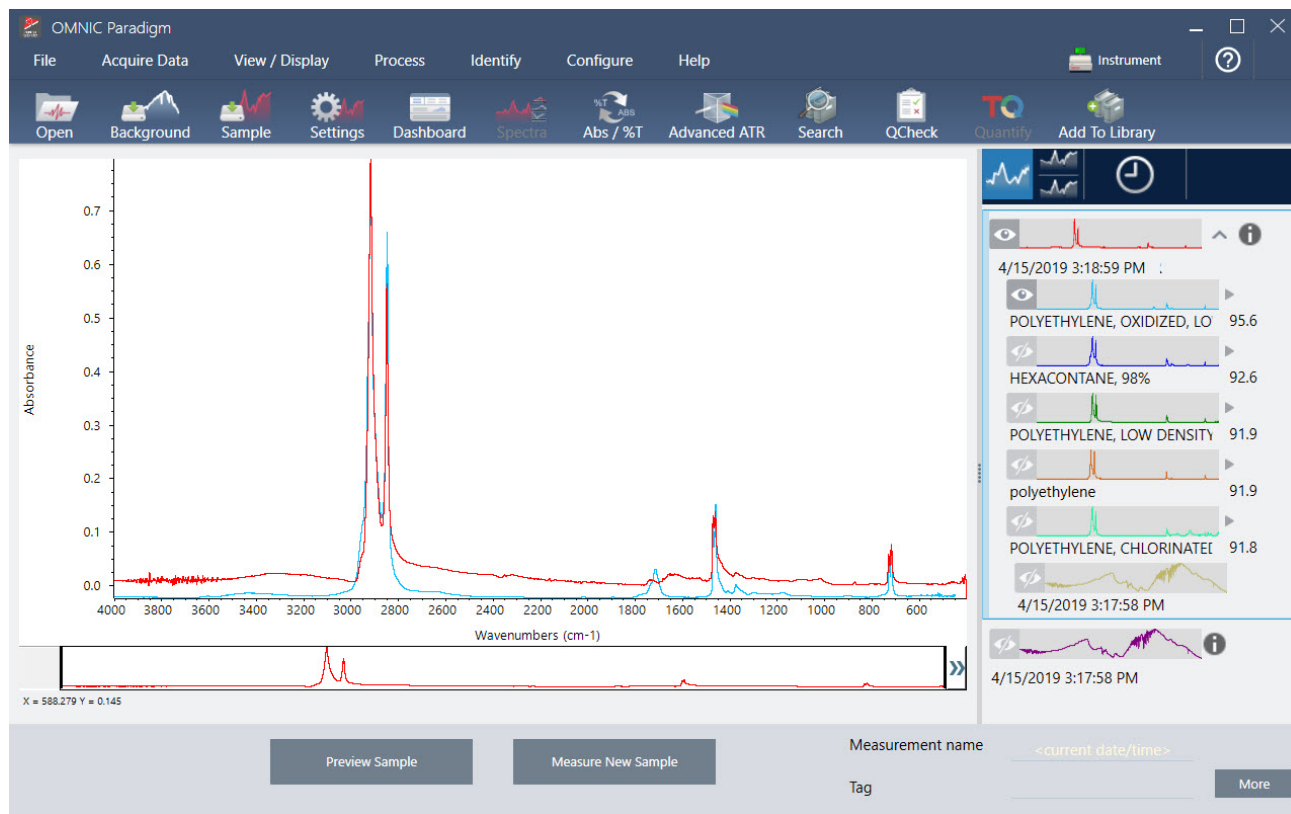 OMNIC Paradigm
File Acquire Data View / Display Process Identify Configure Help Instrument ?
%T ABS TQ
Open Background Sample Settings Dashboard Spectra Abs / %T Advanced ATR Search QCheck Quantify Add To Library
0.7
0.6
0.5
0.4
0.3
0.2
0.1
0.0
Absorbance
4000 3800 3600 3400 3200 3000 2800 2600 2400 2200 2000 1800 1600 1400 1200 1000 800 600
Wavenumbers (cm-1)
X = 588.279 Y = 0.145
4/15/2019 3:18:59 PM
POLYETHYLENE, OXIDIZED, LO 95.6
HEXACONTANE, 98% 92.6
POLYETHYLENE, LOW DENSITY 91.9
polyethylene 91.9
POLYETHYLENE, CHLORINATE 91.8
4/15/2019 3:17:58 PM
4/15/2019 3:17:58 PM
Preview Sample
Measure New Sample
Measurement name <current date/time>
Tag
More